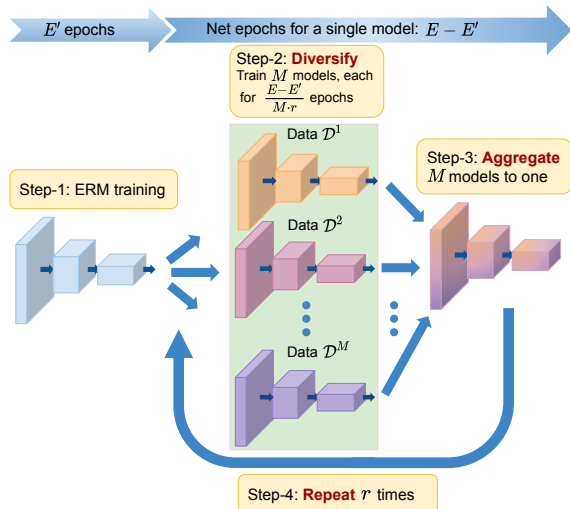 E′ epochs
Net epochs for a single model: E − E′
Step-2: Diversify
Train M models, each
for (E−E′)/(M·r) epochs
Data 𝒟¹
Step-1: ERM training
Step-3: Aggregate
M models to one
Data 𝒟²
Data 𝒟ᴹ
Step-4: Repeat r times